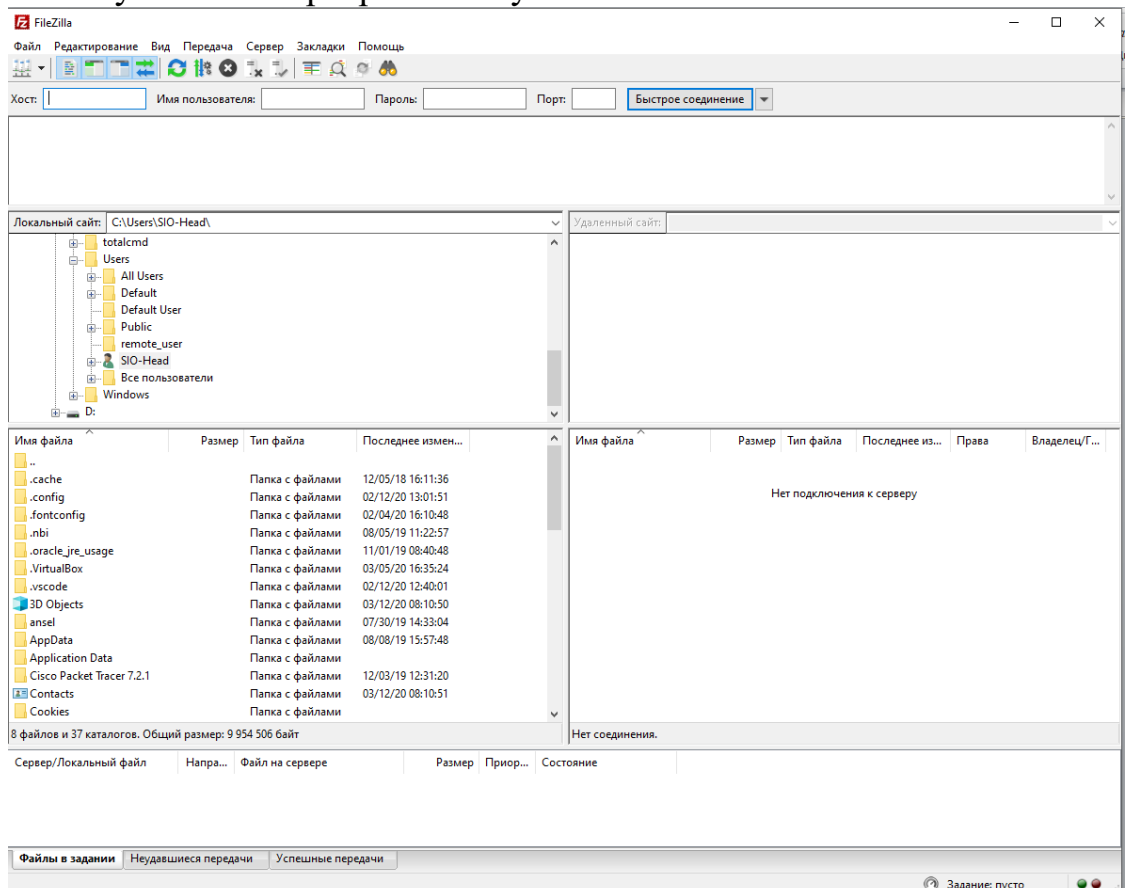 FileZilla
Файл Редактирование Вид Передача Сервер Закладки Помощь
Хост: Имя пользователя: Пароль: Порт: Быстрое соединение
Локальный сайт: C:\Users\SIO-Head\
Удаленный сайт:
totalcmd
Users
All Users
Default
Default User
Public
remote_user
SIO-Head
Все пользователи
Windows
D:
Имя файла Размер Тип файла Последнее измен...
..
.cache Папка с файлами 12/05/18 16:11:36
.config Папка с файлами 02/12/20 13:01:51
.fontconfig Папка с файлами 02/04/20 16:10:48
.nbi Папка с файлами 08/05/19 11:22:57
.oracle_jre_usage Папка с файлами 11/01/19 08:40:48
.VirtualBox Папка с файлами 03/05/20 16:35:24
.vscode Папка с файлами 02/12/20 12:40:01
3D Objects Папка с файлами 03/12/20 08:10:50
ansel Папка с файлами 07/30/19 14:33:04
AppData Папка с файлами 08/08/19 15:57:48
Application Data Папка с файлами
Cisco Packet Tracer 7.2.1 Папка с файлами 12/03/19 12:31:20
Contacts Папка с файлами 03/12/20 08:10:51
Cookies Папка с файлами
8 файлов и 37 каталогов. Общий размер: 9 954 506 байт
Имя файла Размер Тип файла Последнее из... Права Владелец/Г...
Нет подключения к серверу
Нет соединения.
Сервер/Локальный файл Напра... Файл на сервере Размер Приор... Состояние
Файлы в задании Неудавшиеся передачи Успешные передачи
Задание: пусто